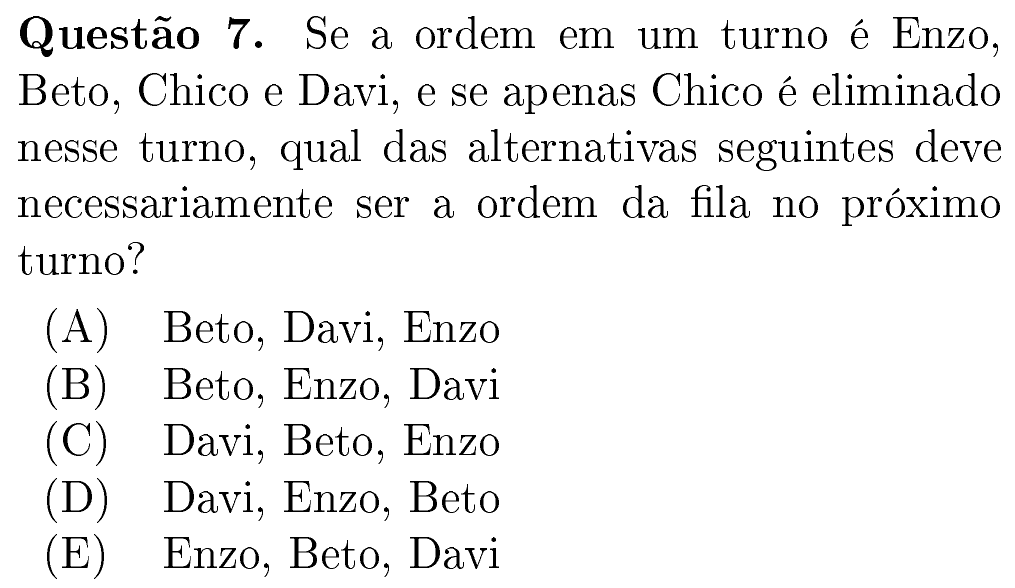 Questão 7. Se a ordem em um turno é Enzo,
Beto, Chico e Davi, e se apenas Chico é eliminado
nesse turno, qual das alternativas seguintes deve
necessariamente ser a ordem da fila no próximo
turno?
(A) Beto, Davi, Enzo
(B) Beto, Enzo, Davi
(C) Davi, Beto, Enzo
(D) Davi, Enzo, Beto
(E) Enzo, Beto, Davi